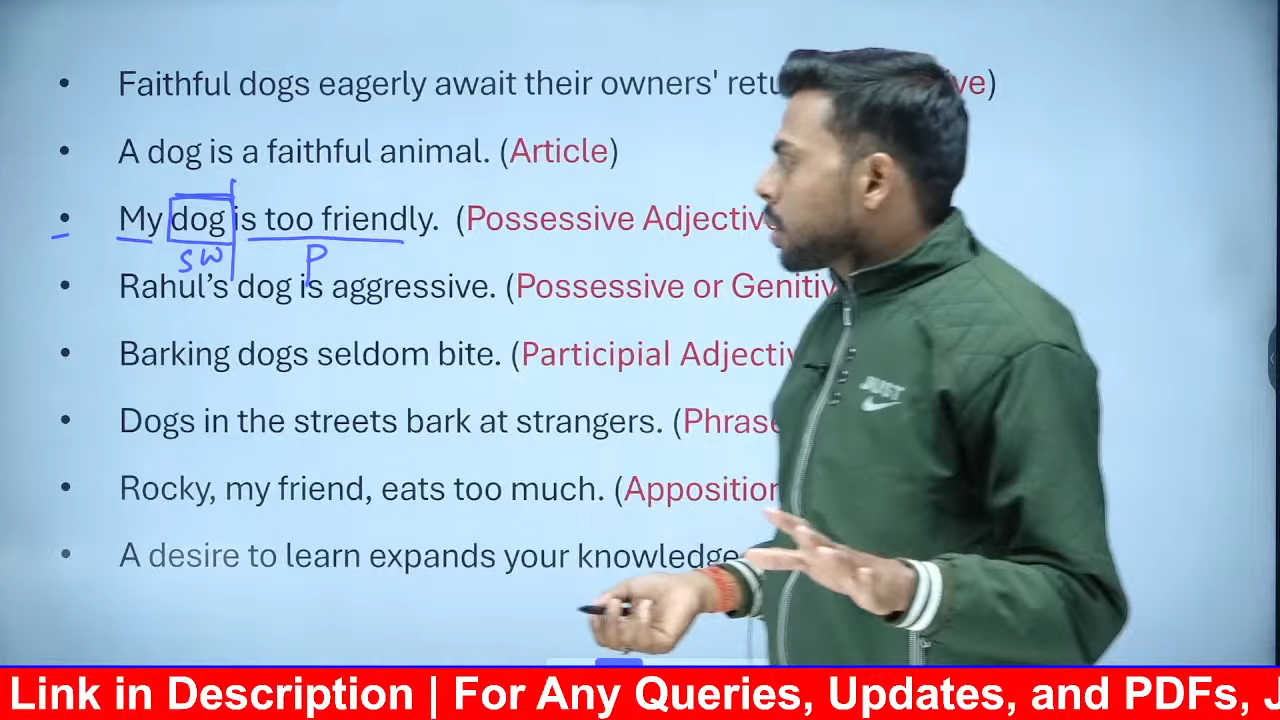 • Faithful dogs eagerly await their owners' retu ve)
• A dog is a faithful animal. (Article)
• My dog is too friendly. (Possessive Adjectiv
SW P
• Rahul’s dog is aggressive. (Possessive or Genitiv
• Barking dogs seldom bite. (Participial Adjectiv
• Dogs in the streets bark at strangers. (Phrase
• Rocky, my friend, eats too much. (Apposition
• A desire to learn expands your knowledge
JUST
Link in Description | For Any Queries, Updates, and PDFs, J